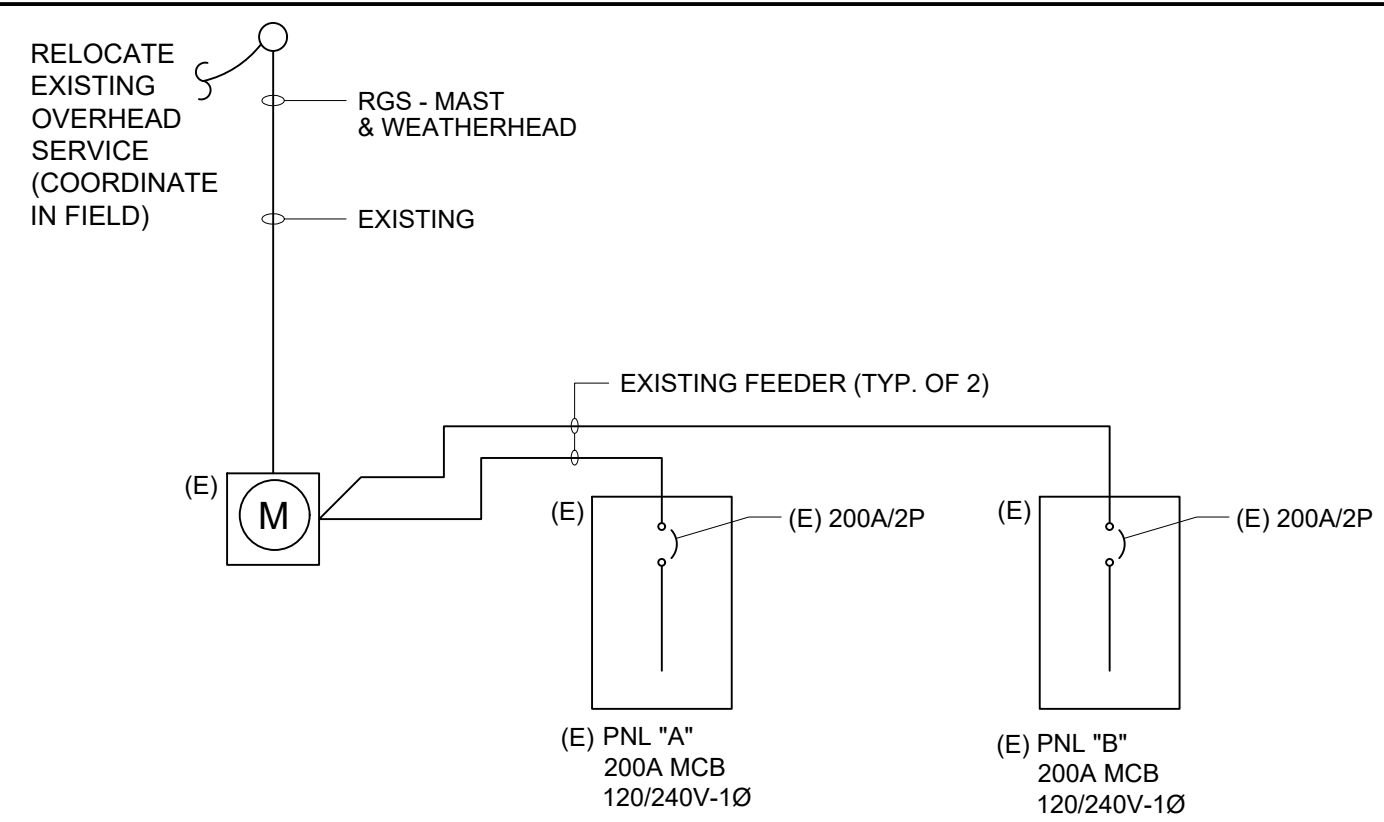 RELOCATE
EXISTING
OVERHEAD
SERVICE
(COORDINATE
IN FIELD)
RGS - MAST
& WEATHERHEAD
EXISTING
EXISTING FEEDER (TYP. OF 2)
(E)
M
(E)
(E) 200A/2P
(E)
(E) 200A/2P
(E) PNL "A"
200A MCB
120/240V-1Ø
(E) PNL "B"
200A MCB
120/240V-1Ø